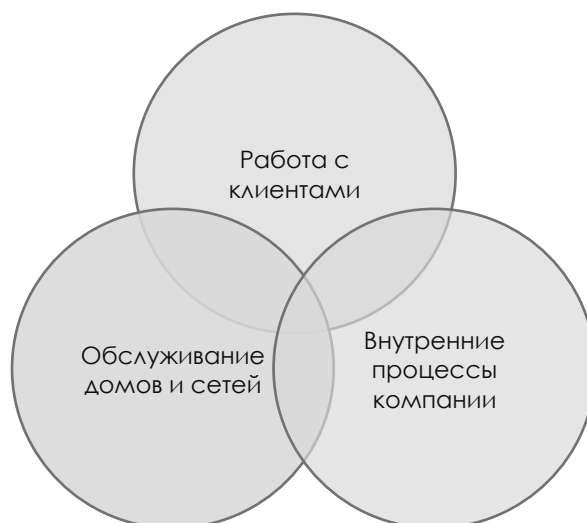 Работа с
клиентами
Обслуживание
домов и сетей
Внутренние
процессы
компании